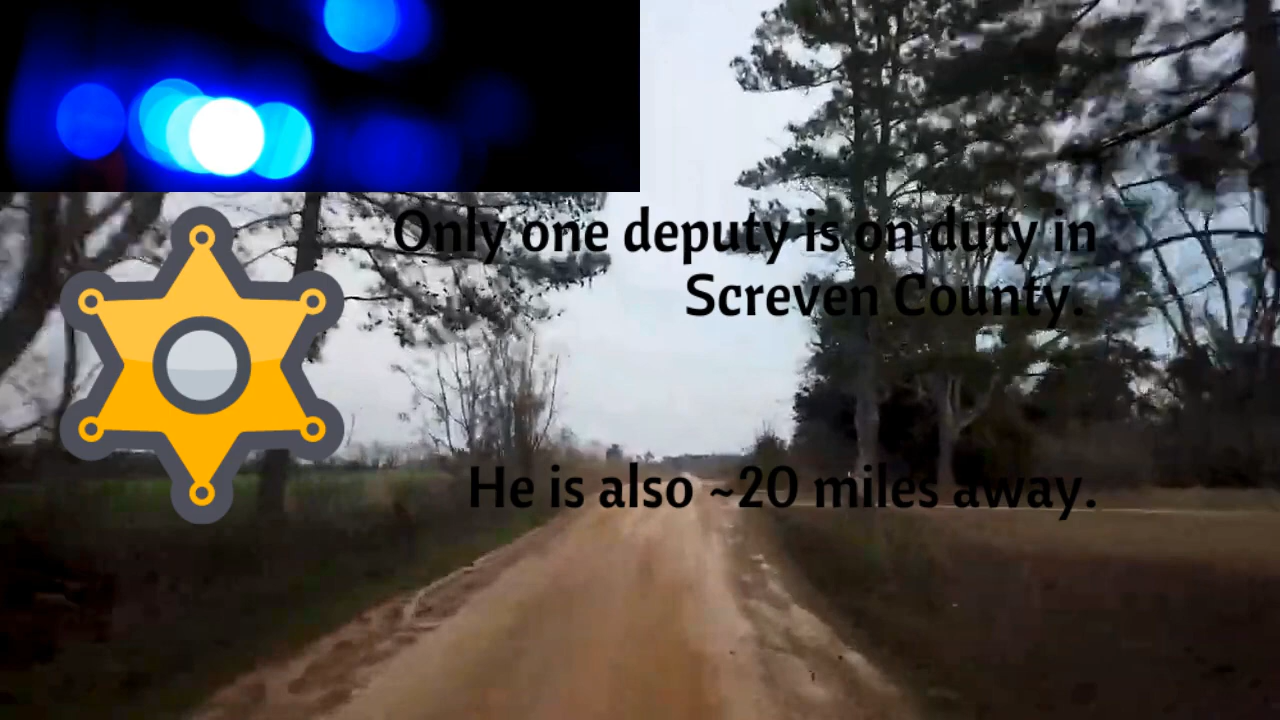 Only one deputy is on duty in
Screven County.
He is also ~20 miles away.